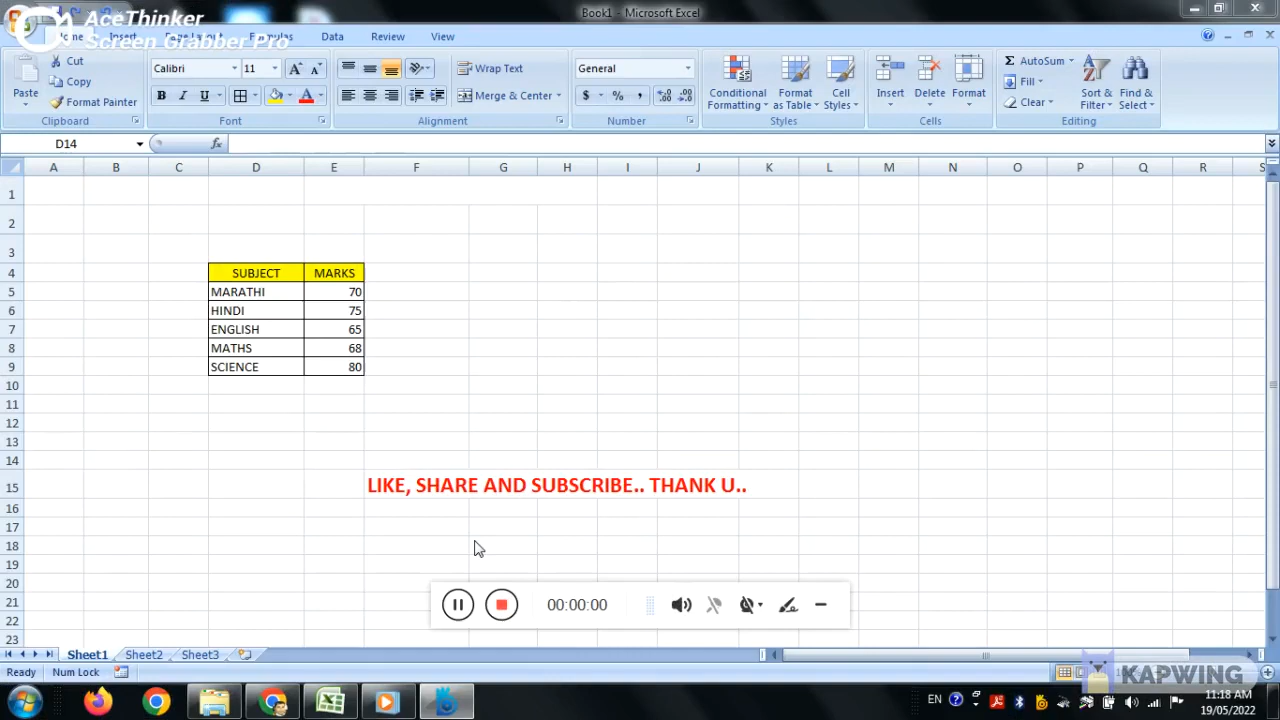 Book1 - Microsoft Excel
AceThinker
Screen Grabber Pro
Home Insert Page Layout Formulas Data Review View
Paste
Cut
Copy
Format Painter
Clipboard
Calibri 11
B I U
Font
Wrap Text
Merge & Center
Alignment
General
$ % ,
Number
Conditional Formatting
Format as Table
Cell Styles
Styles
Insert Delete Format
Cells
Σ AutoSum
Fill
Clear
Sort & Filter
Find & Select
Editing
D14 fx
A B C D E F G H I J K L M N O P Q R S
1
2
3
4 SUBJECT MARKS
5 MARATHI 70
6 HINDI 75
7 ENGLISH 65
8 MATHS 68
9 SCIENCE 80
10
11
12
13
14
15 LIKE, SHARE AND SUBSCRIBE.. THANK U..
16
17
18
19
20
21
22
23
00:00:00
Sheet1 Sheet2 Sheet3
Ready Num Lock
KAPWING
EN
11:18 AM
19/05/2022